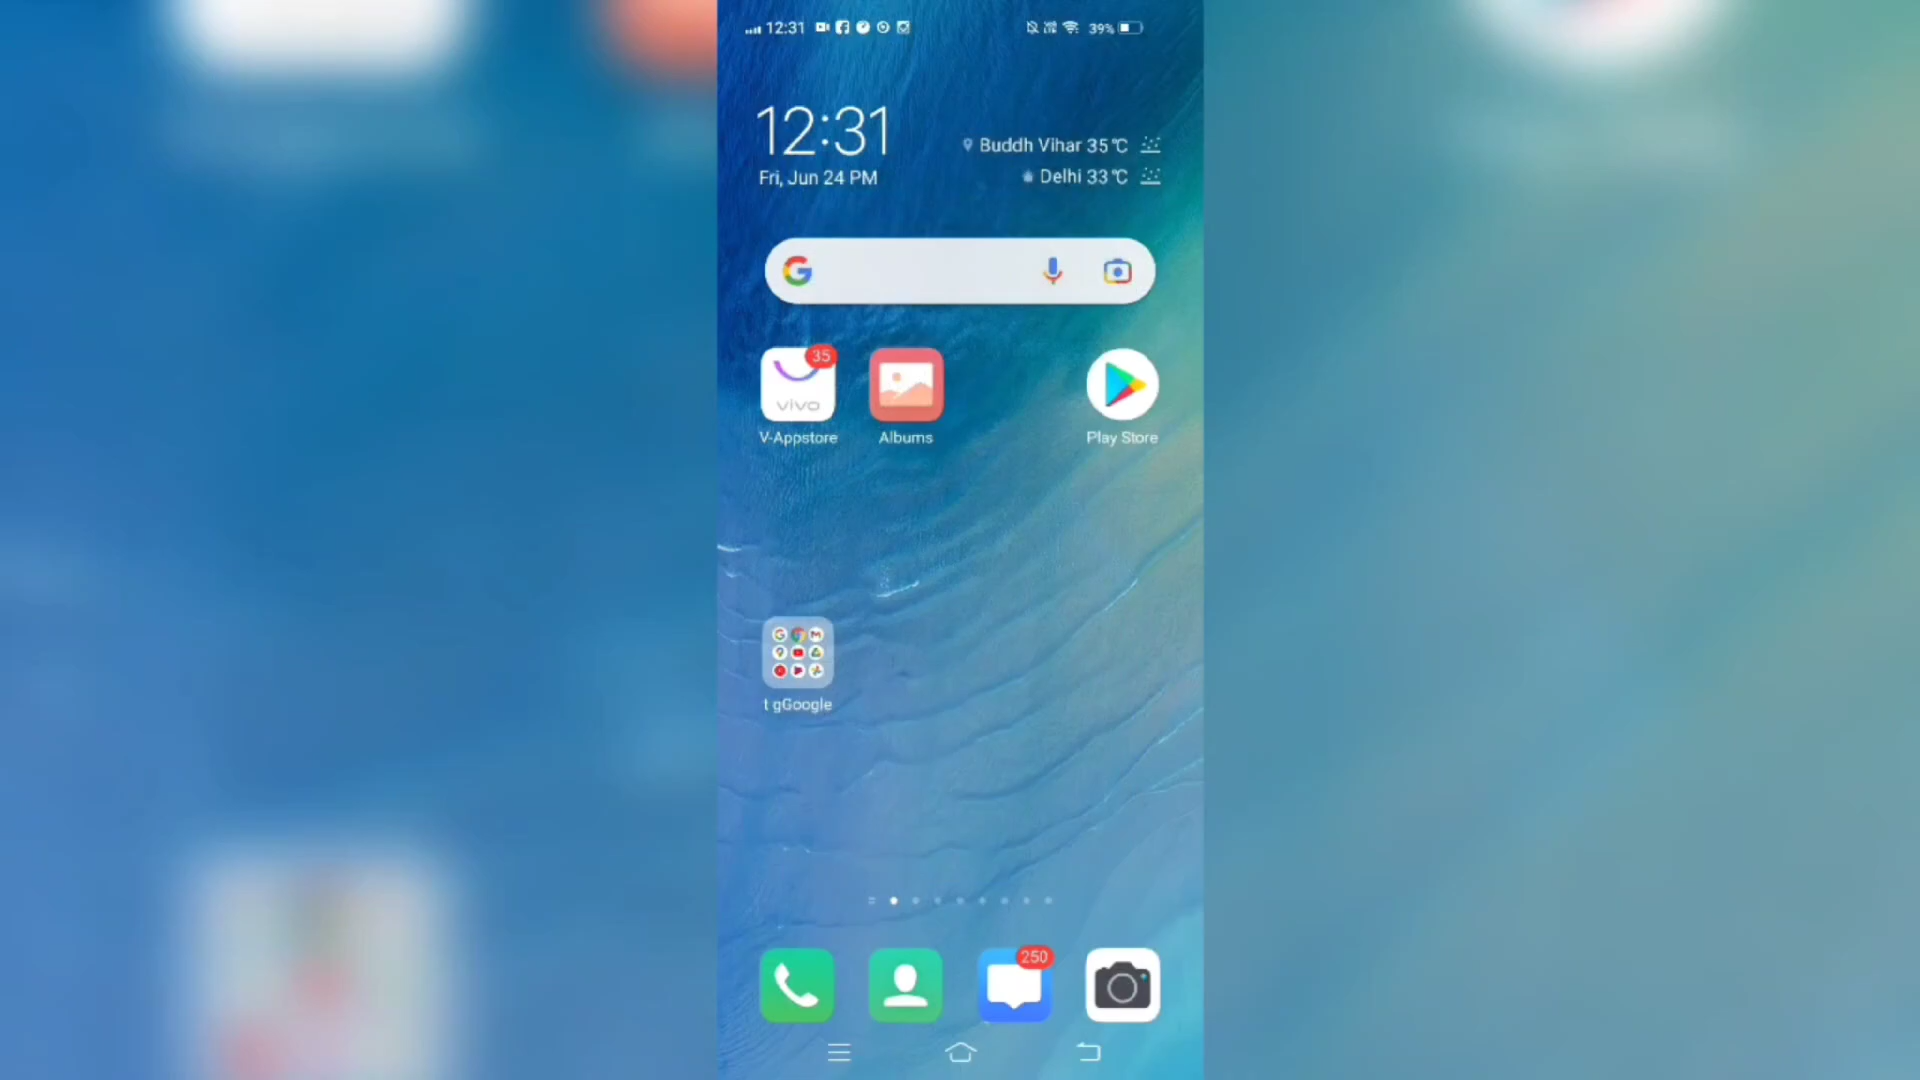 12:31
39%
12:31
Fri, Jun 24 PM
Buddh Vihar 35℃
Delhi 33℃
35
vivo
V-Appstore
Albums
Play Store
t gGoogle
250